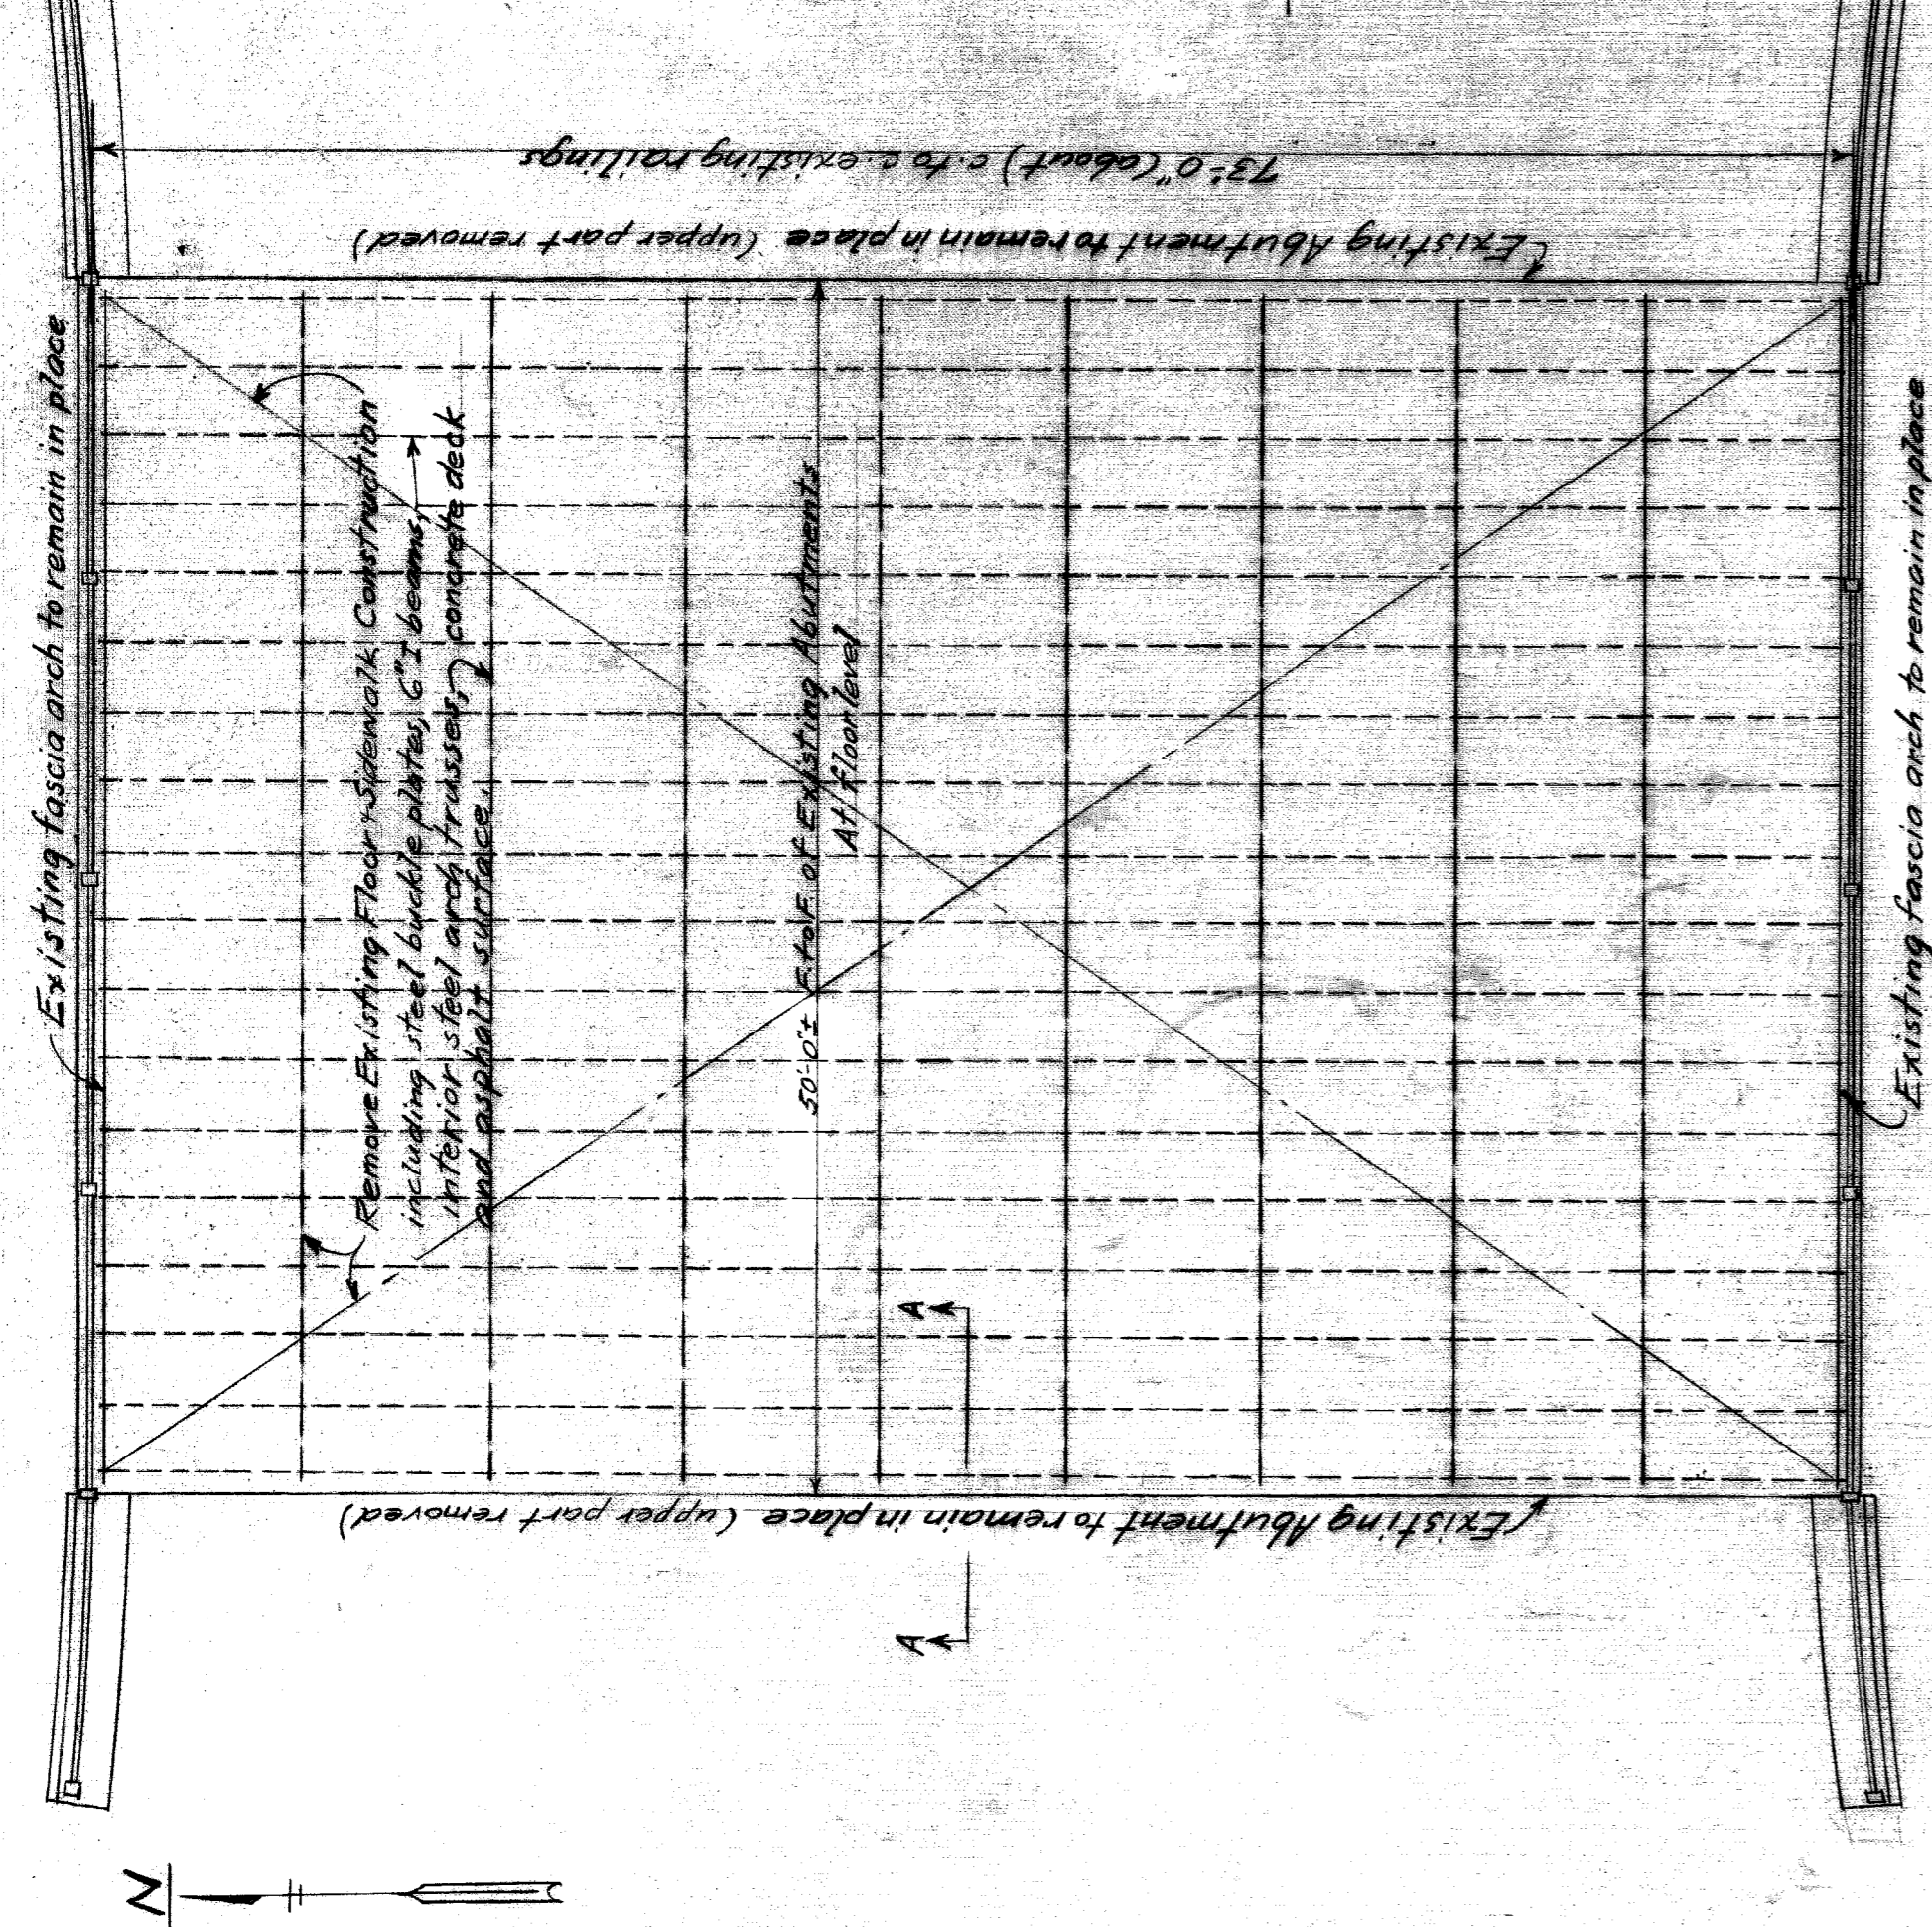 Existing fascia arch to remain in place
Remove Existing Floor & Sidewalk Construction
including steel buckle plates, 6" I beams,
interior steel arch trusses, concrete deck
and asphalt surface.
50'-0"± F. to F. of Existing Abutments
At floor level
73'-0" (about) c. to c. existing railings
Existing Abutment to remain in place (upper part removed)
Existing Abutment to remain in place (upper part removed)
A
A
Existing fascia arch to remain in place
N